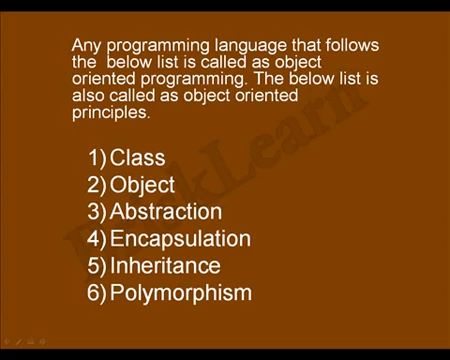 Any programming language that follows
the below list is called as object
oriented programming. The below list is
also called as object oriented
principles.
1) Class
2) Object
3) Abstraction
4) Encapsulation
5) Inheritance
6) Polymorphism